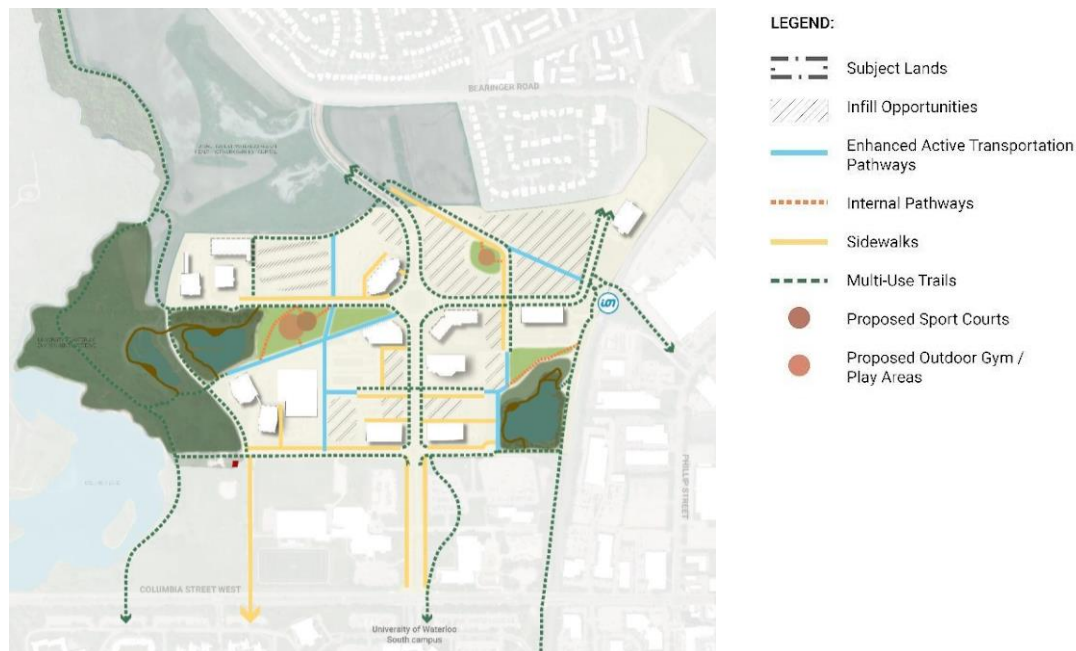 LEGEND:
Subject Lands
Infill Opportunities
Enhanced Active Transportation
Pathways
Internal Pathways
Sidewalks
Multi-Use Trails
Proposed Sport Courts
Proposed Outdoor Gym /
Play Areas
BEARINGER ROAD
PHILLIP STREET
COLUMBIA STREET WEST
University of Waterloo
South campus